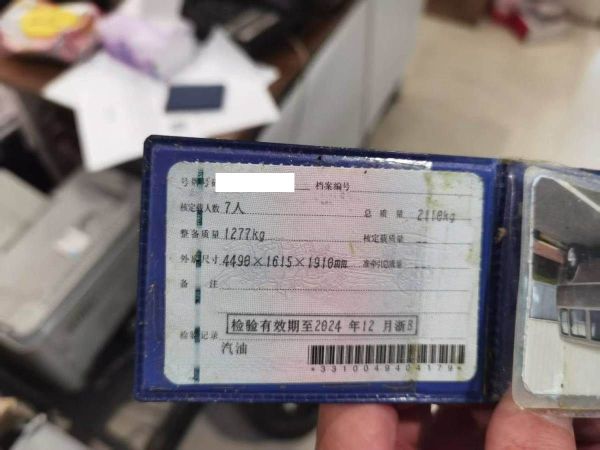 号牌号码 档案编号
核定载人数 7人 总质量 2110kg
整备质量 1277kg 核定载质量 --
外廓尺寸 4490×1615×1910mm 准牵引总质量 --
备注
检验有效期至2024年12月浙B
检验记录
汽油
*3310049404179*